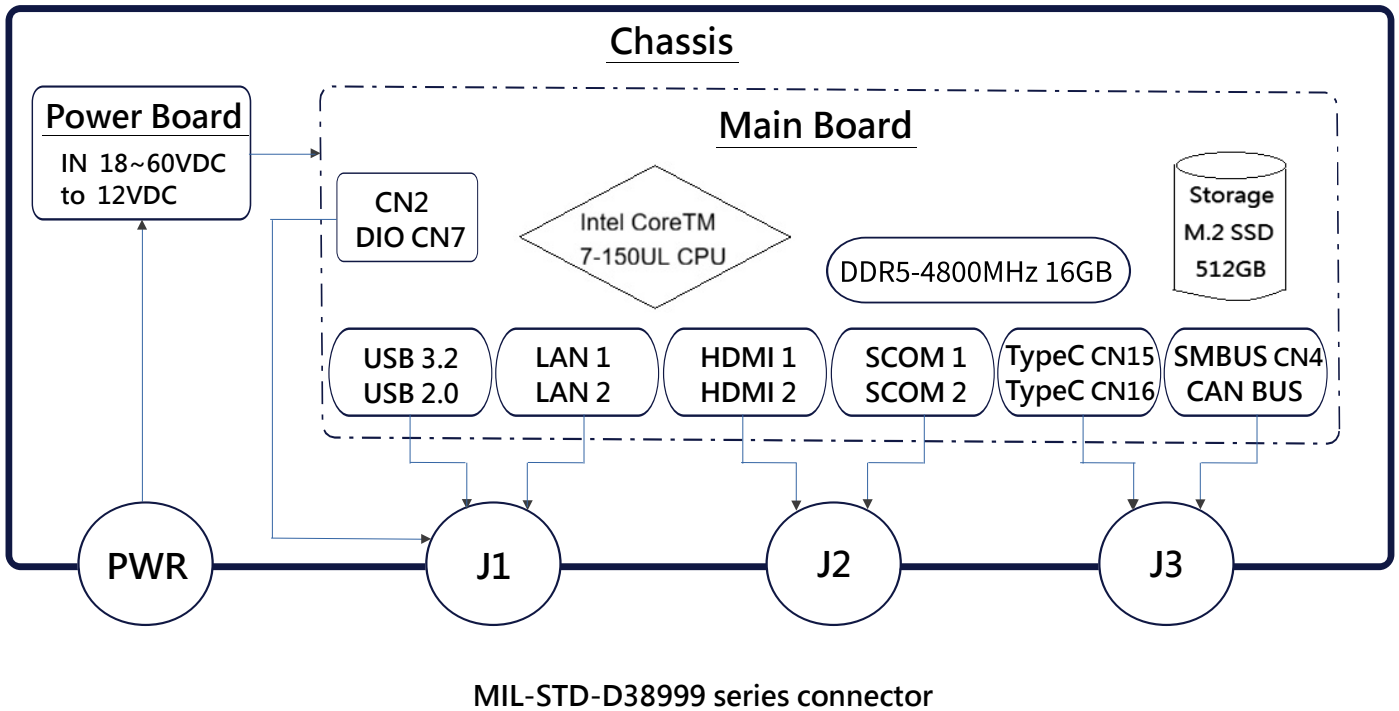 Chassis
Power Board
IN 18~60VDC
to 12VDC
Main Board
CN2
DIO CN7
Intel CoreTM
7-150UL CPU
DDR5-4800MHz 16GB
Storage
M.2 SSD
512GB
USB 3.2
USB 2.0
LAN 1
LAN 2
HDMI 1
HDMI 2
SCOM 1
SCOM 2
TypeC CN15
TypeC CN16
SMBUS CN4
CAN BUS
PWR
J1
J2
J3
MIL-STD-D38999 series connector